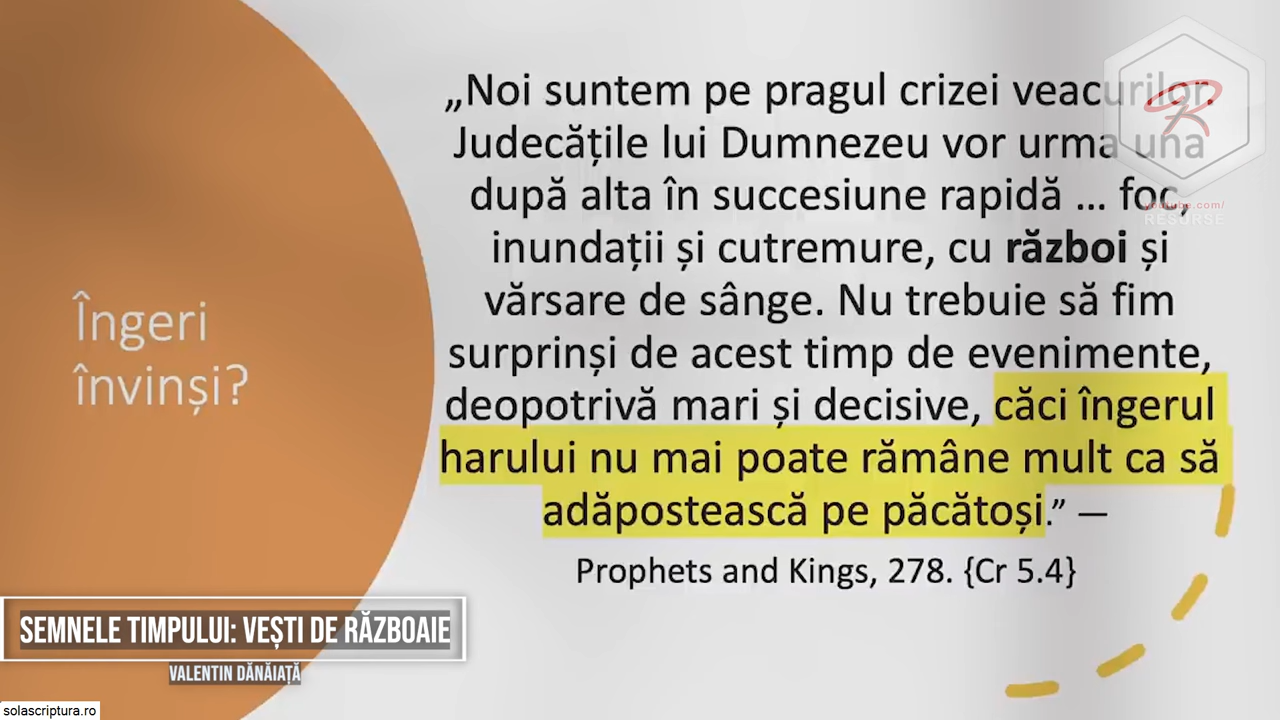 Îngeri
învinși?
„Noi suntem pe pragul crizei veacurilor.
Judecățile lui Dumnezeu vor urma una
după alta în succesiune rapidă ... foc,
inundații și cutremure, cu război și
vărsare de sânge. Nu trebuie să fim
surprinși de acest timp de evenimente,
deopotrivă mari și decisive, căci îngerul
harului nu mai poate rămâne mult ca să
adăpostească pe păcătoși.” —
Prophets and Kings, 278. {Cr 5.4}
R
youtube.com/
RESURSE
SEMNELE TIMPULUI: VEȘTI DE RĂZBOAIE
VALENTIN DĂNĂIAȚĂ
solascriptura.ro